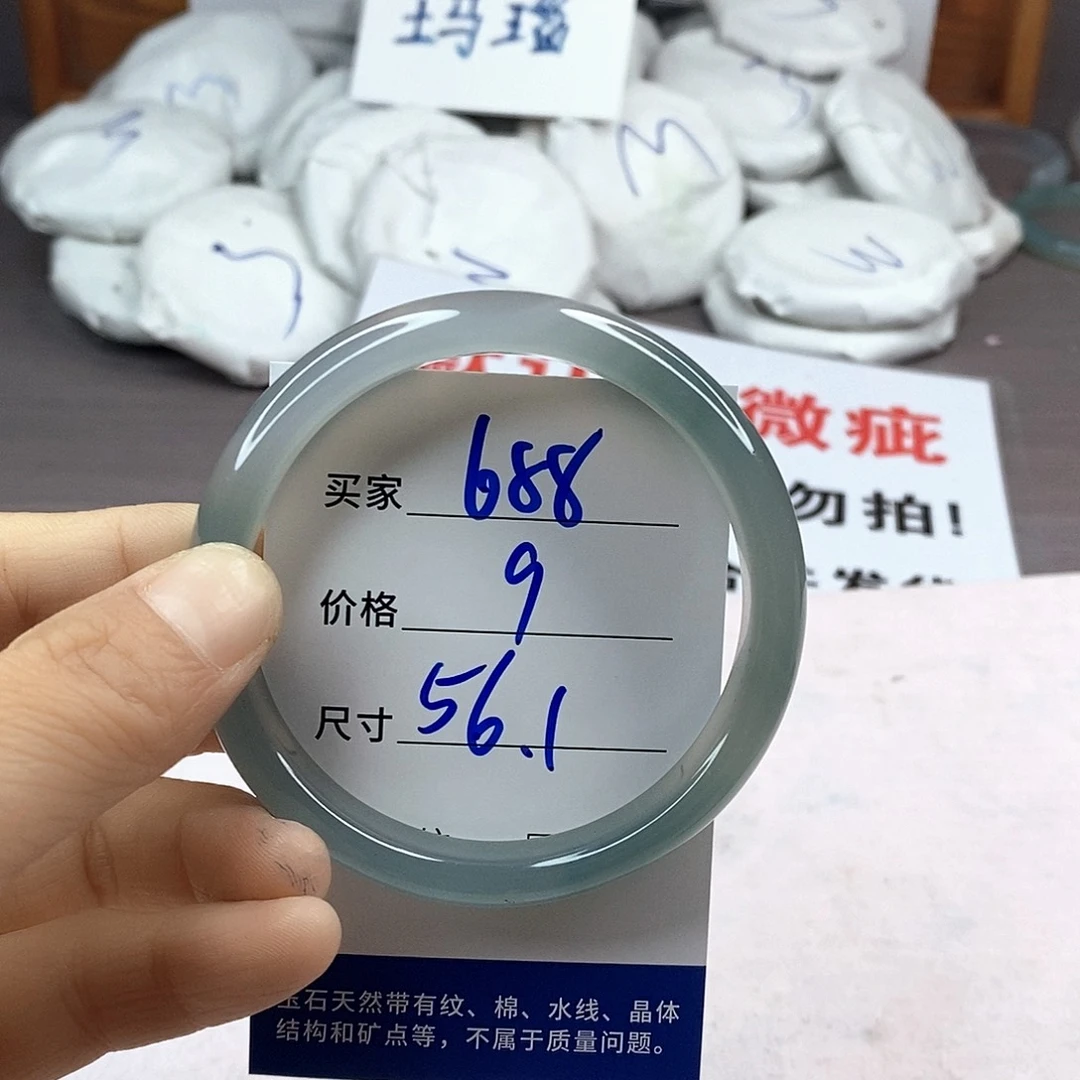 玛瑙
微疵
勿拍!
买家 688
价格 9
尺寸 56.1
玉石天然带有纹、棉、水线、晶体
结构和矿点等，不属于质量问题。